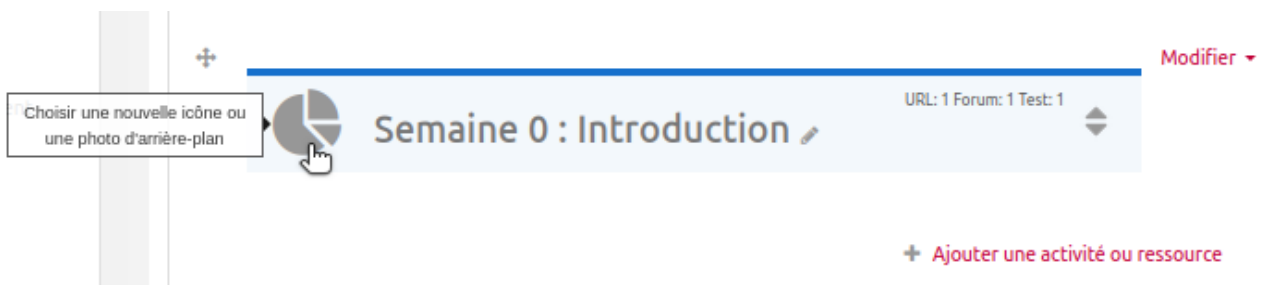 Modifier
URL: 1 Forum: 1 Test: 1
Choisir une nouvelle icône ou
une photo d'arrière-plan
Semaine 0 : Introduction
Ajouter une activité ou ressource